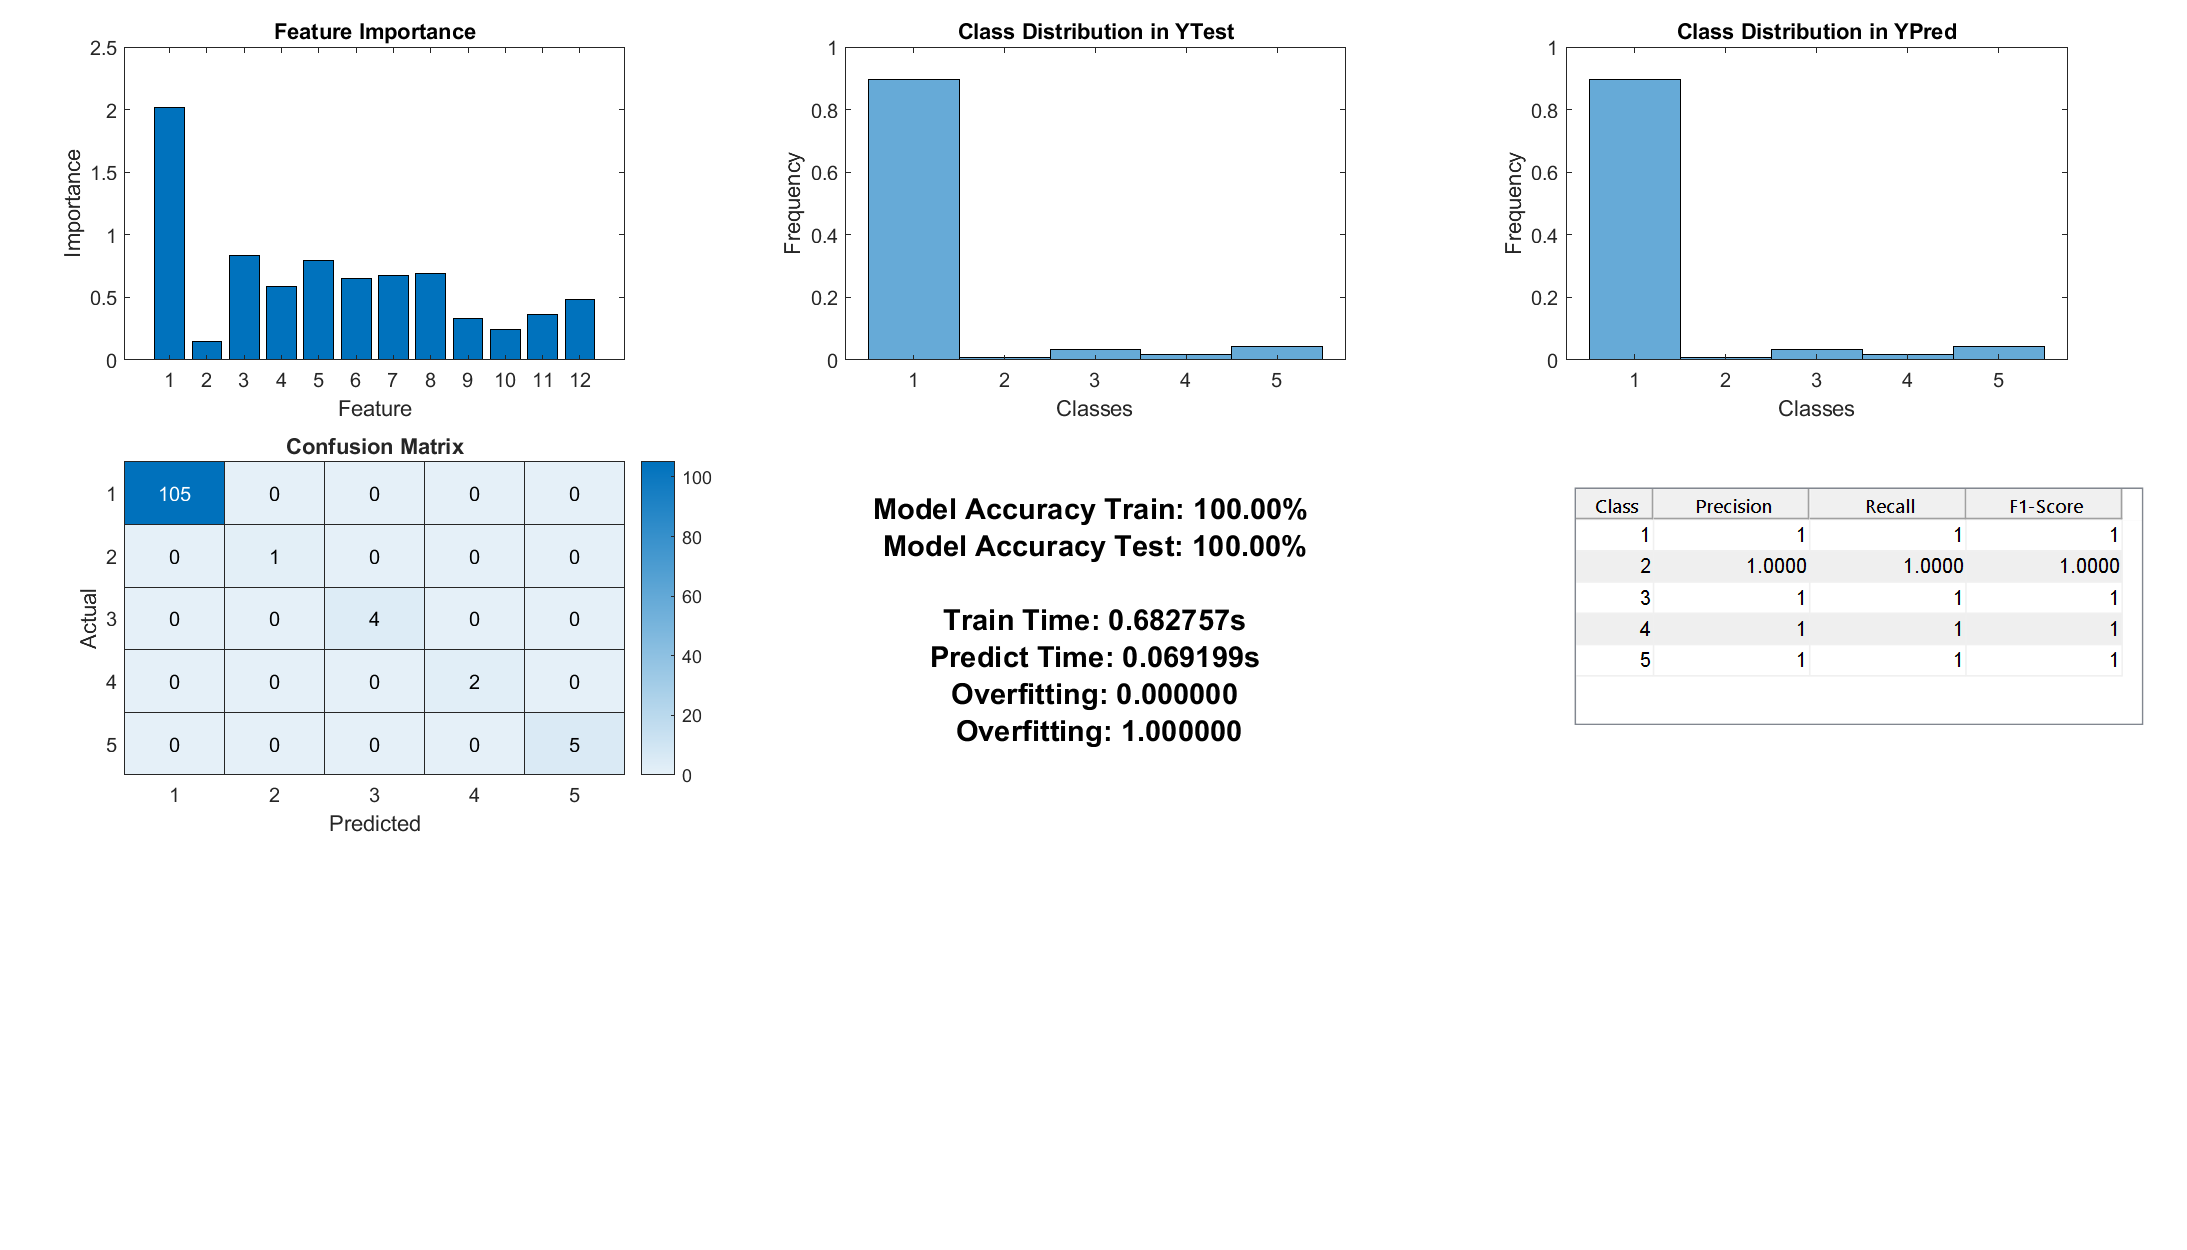 Feature Importance
2.5
2
1.5
1
0.5
0
Importance
1 2 3 4 5 6 7 8 9 10 11 12
Feature
Class Distribution in YTest
1
0.8
0.6
0.4
0.2
0
Frequency
1 2 3 4 5
Classes
Class Distribution in YPred
1
0.8
0.6
0.4
0.2
0
Frequency
1 2 3 4 5
Classes
Confusion Matrix
Actual
1 105 0 0 0 0
2 0 1 0 0 0
3 0 0 4 0 0
4 0 0 0 2 0
5 0 0 0 0 5
1 2 3 4 5
Predicted
100
80
60
40
20
0
Model Accuracy Train: 100.00%
Model Accuracy Test: 100.00%
Train Time: 0.682757s
Predict Time: 0.069199s
Overfitting: 0.000000
Overfitting: 1.000000
Class Precision Recall F1-Score
1 1 1 1
2 1.0000 1.0000 1.0000
3 1 1 1
4 1 1 1
5 1 1 1